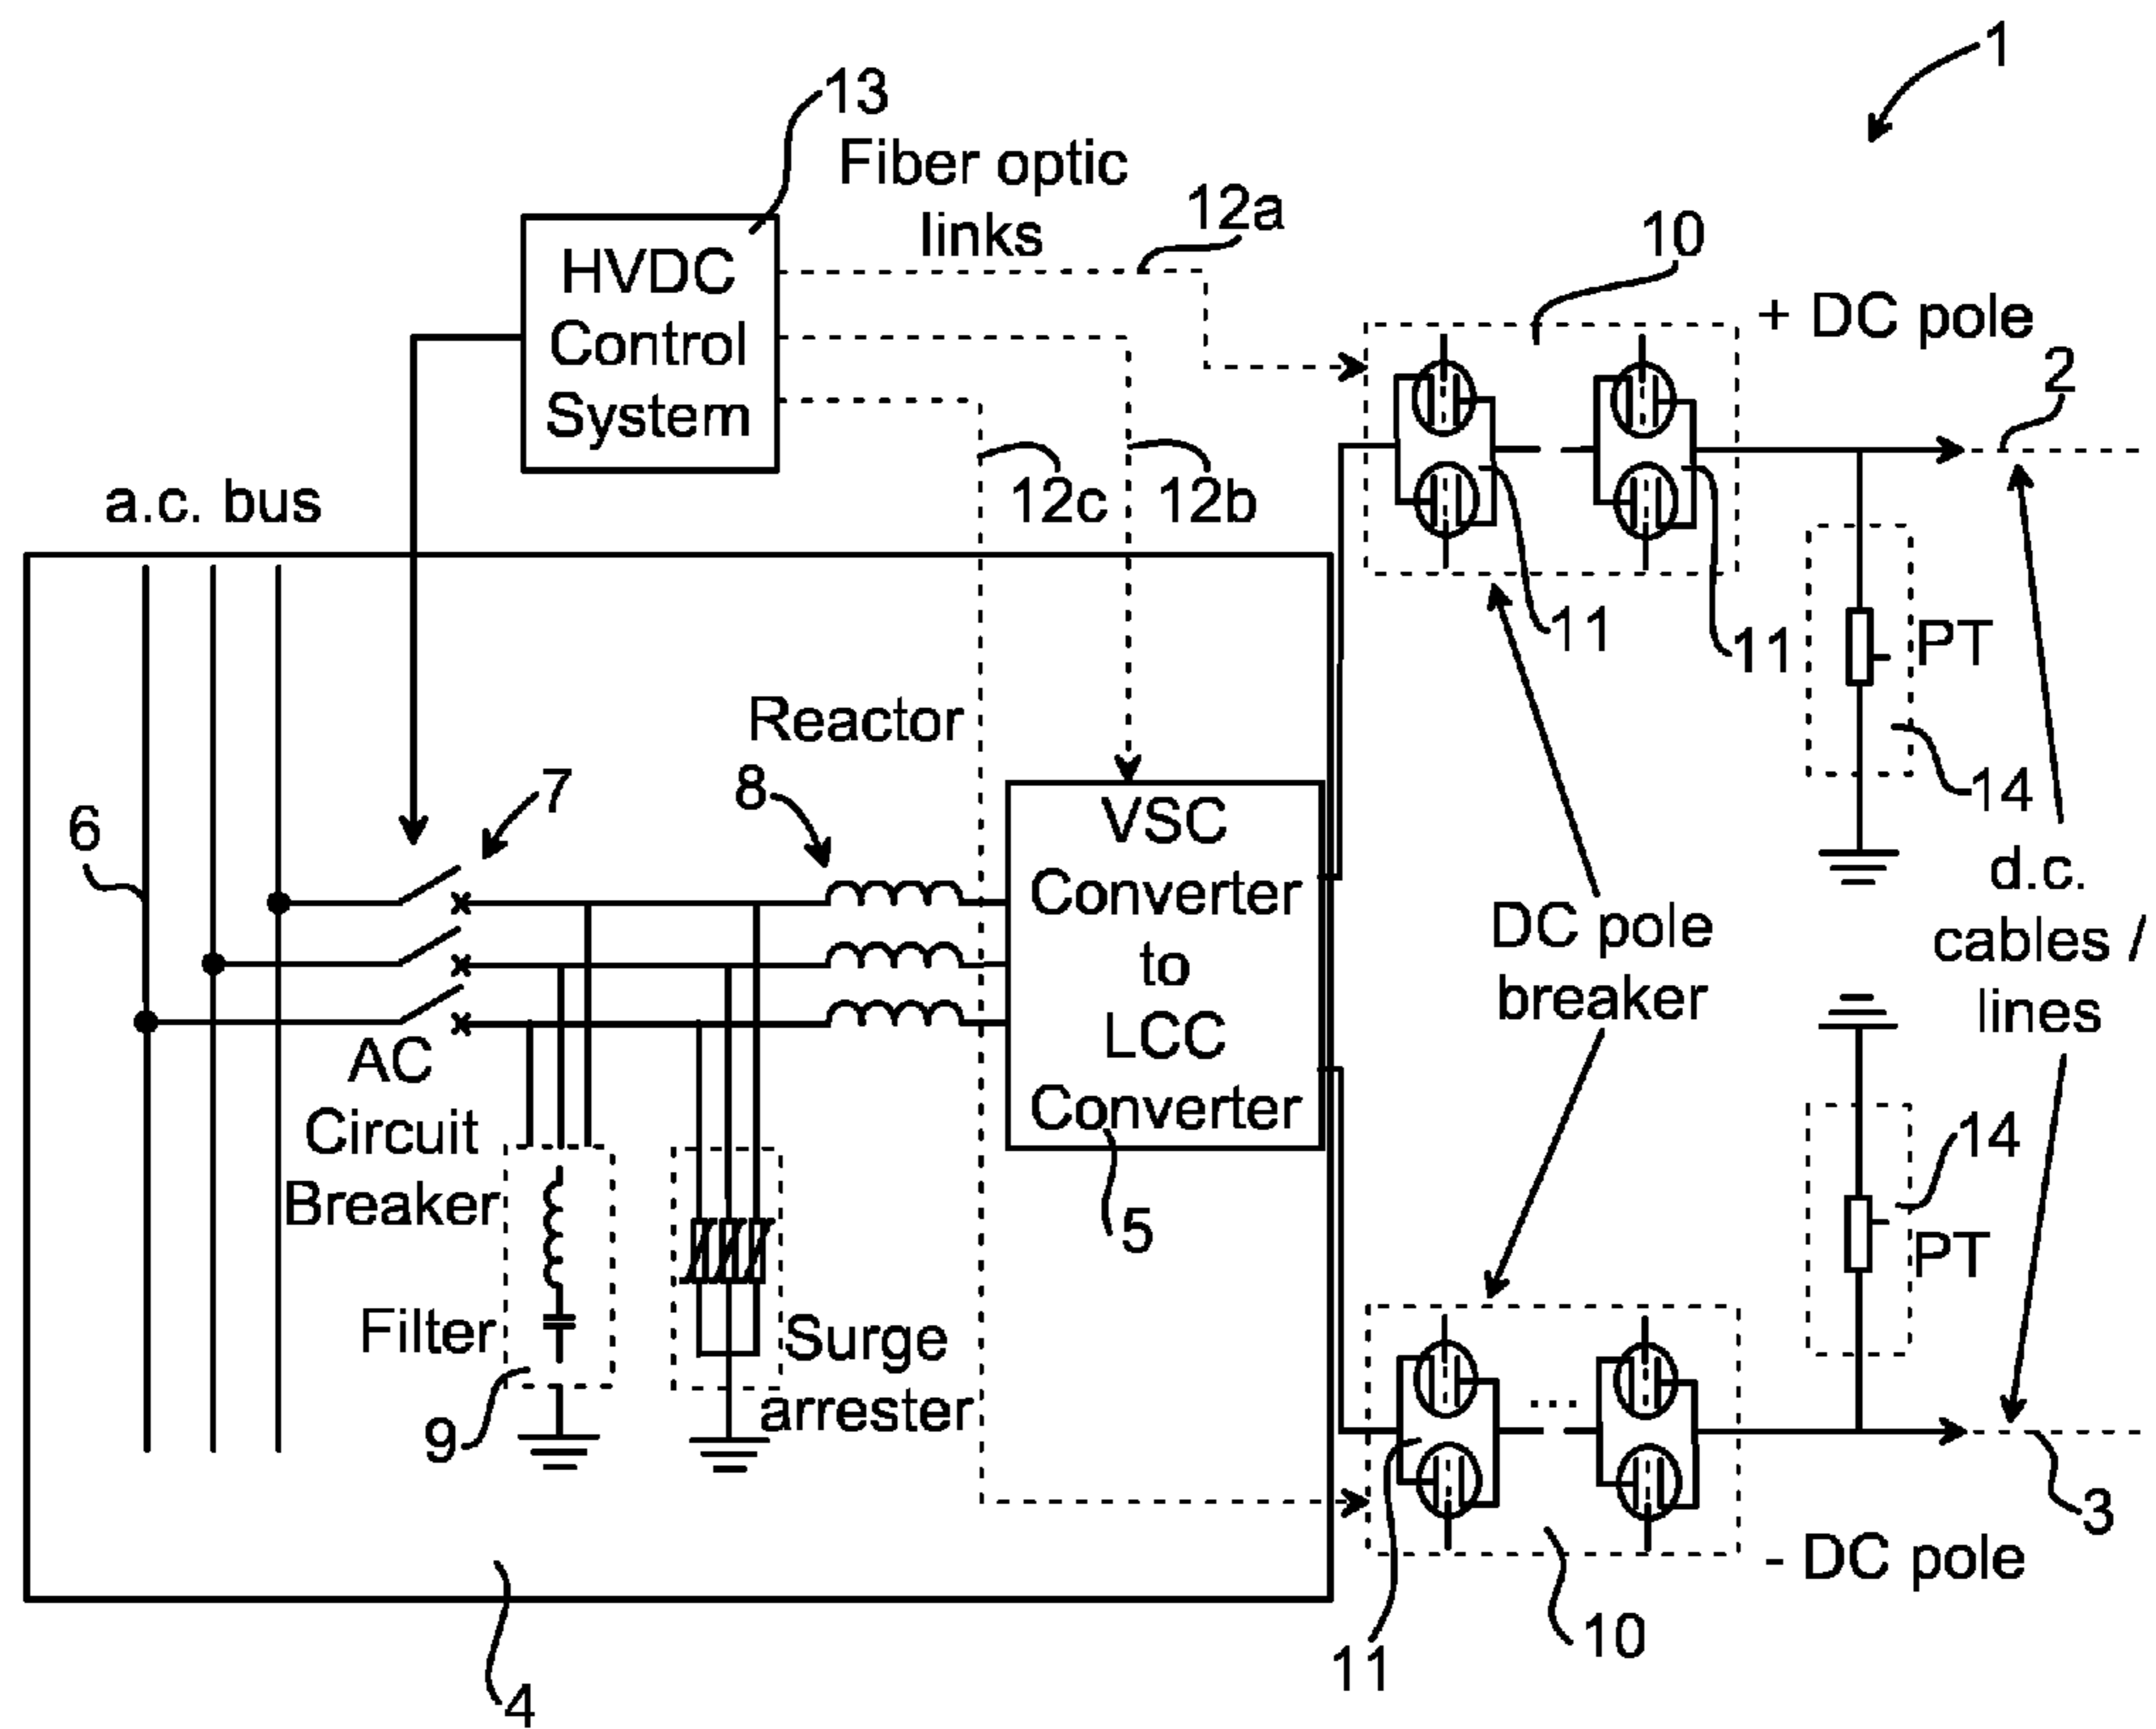 1
13
Fiber optic
links
12a
10
HVDC
Control
System
+ DC pole
2
12c
12b
a.c. bus
11
11
PT
14
Reactor
8
7
6
VSC
Converter
to
LCC
Converter
5
d.c.
cables /
lines
DC pole
breaker
AC
Circuit
Breaker
Filter
9
Surge
arrester
14
PT
...
3
- DC pole
10
11
4